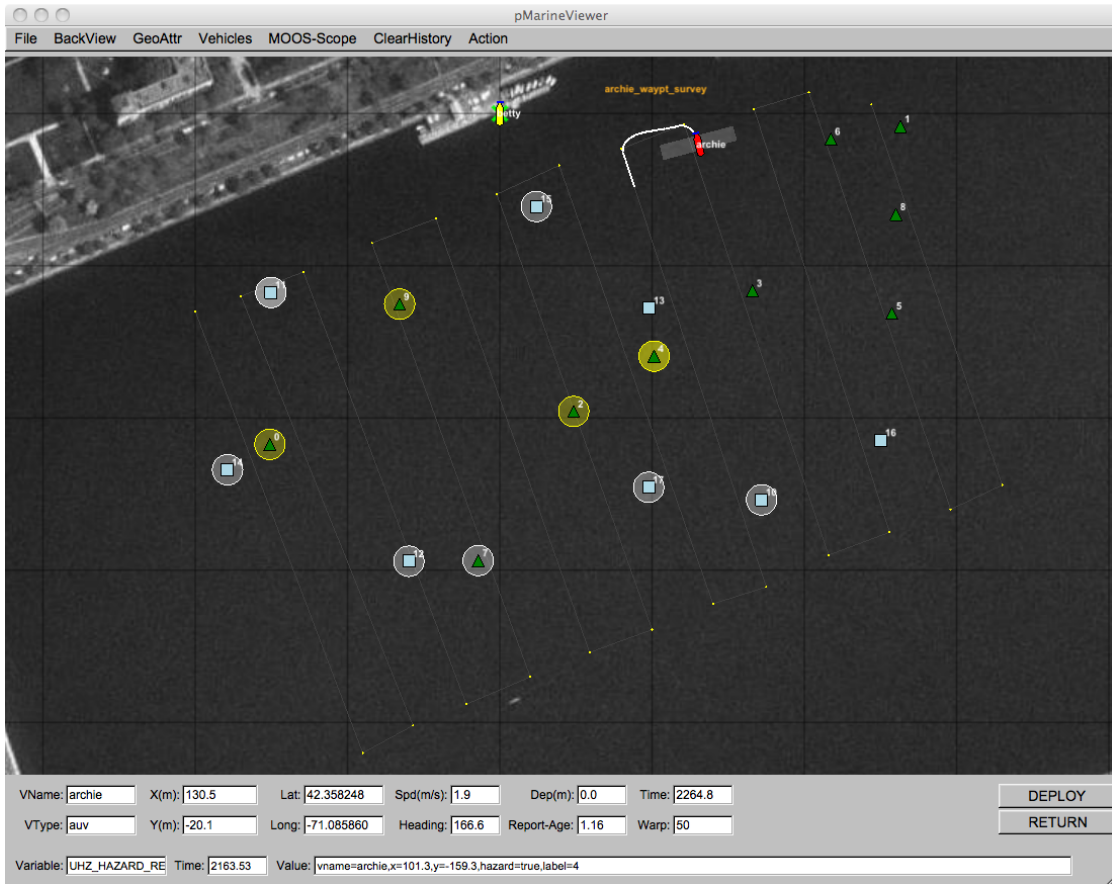 pMarineViewer
File BackView GeoAttr Vehicles MOOS-Scope ClearHistory Action
archie_waypt_survey
etty
archie
1
6
15
8
11
9
13
3
5
4
2
0
16
14
17
18
12
7
VName: archie X(m): 130.5 Lat: 42.358248 Spd(m/s): 1.9 Dep(m): 0.0 Time: 2264.8 DEPLOY
VType: auv Y(m): -20.1 Long: -71.085860 Heading: 166.6 Report-Age: 1.16 Warp: 50 RETURN
Variable: UHZ_HAZARD_RE Time: 2163.53 Value: vname=archie,x=101.3,y=-159.3,hazard=true,label=4